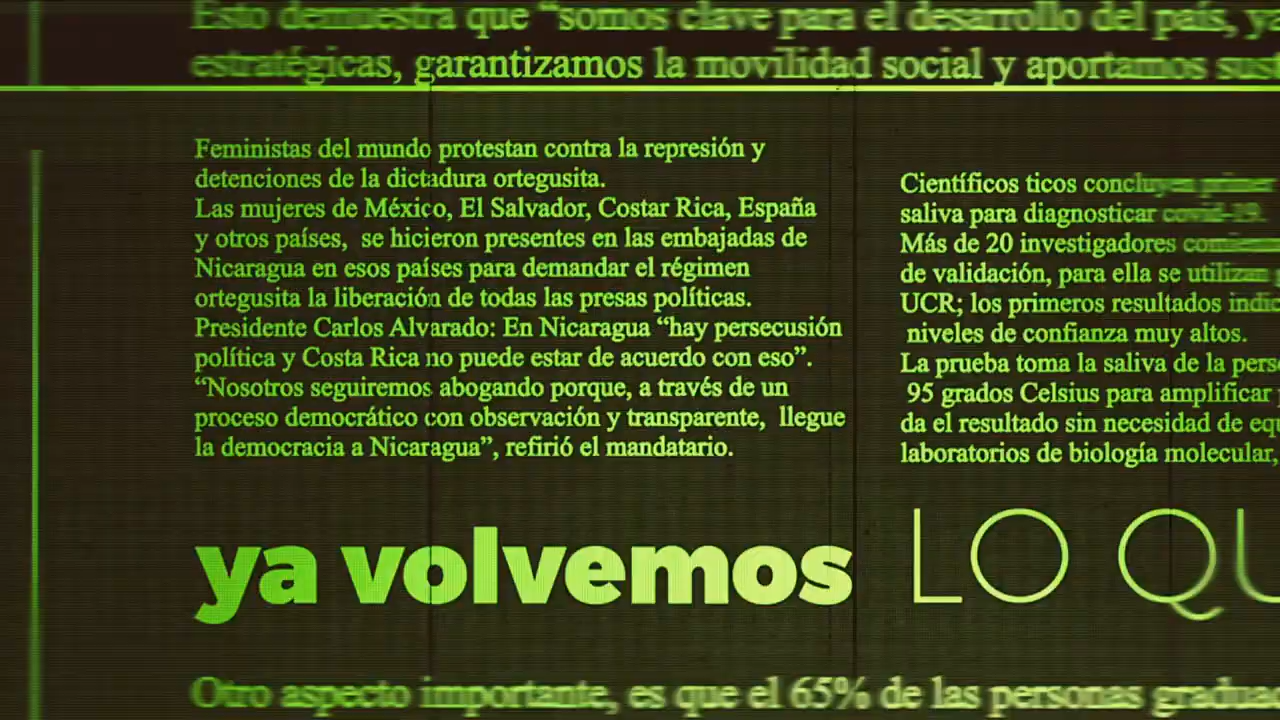 Esto demuestra que “somos clave para el desarrollo del país, ya
estratégicas, garantizamos la movilidad social y aportamos
Feministas del mundo protestan contra la represión y
detenciones de la dictadura ortegusita.
Las mujeres de México, El Salvador, Costar Rica, España
y otros países, se hicieron presentes en las embajadas de
Nicaragua en esos países para demandar el régimen
ortegusita la liberación de todas las presas políticas.
Presidente Carlos Alvarado: En Nicaragua “hay persecusión
política y Costa Rica no puede estar de acuerdo con eso”.
“Nosotros seguiremos abogando porque, a través de un
proceso democrático con observación y transparente, llegue
la democracia a Nicaragua”, refirió el mandatario.
Científicos ticos concluyen primer
saliva para diagnosticar covid-19.
Más de 20 investigadores
de validación, para ella se utilizan
UCR; los primeros resultados
niveles de confianza muy altos.
La prueba toma la saliva de la
95 grados Celsius para amplificar
da el resultado sin necesidad de
laboratorios de biología molecular,
ya volvemos
LO
Otro aspecto importante, es que el 65% de las personas